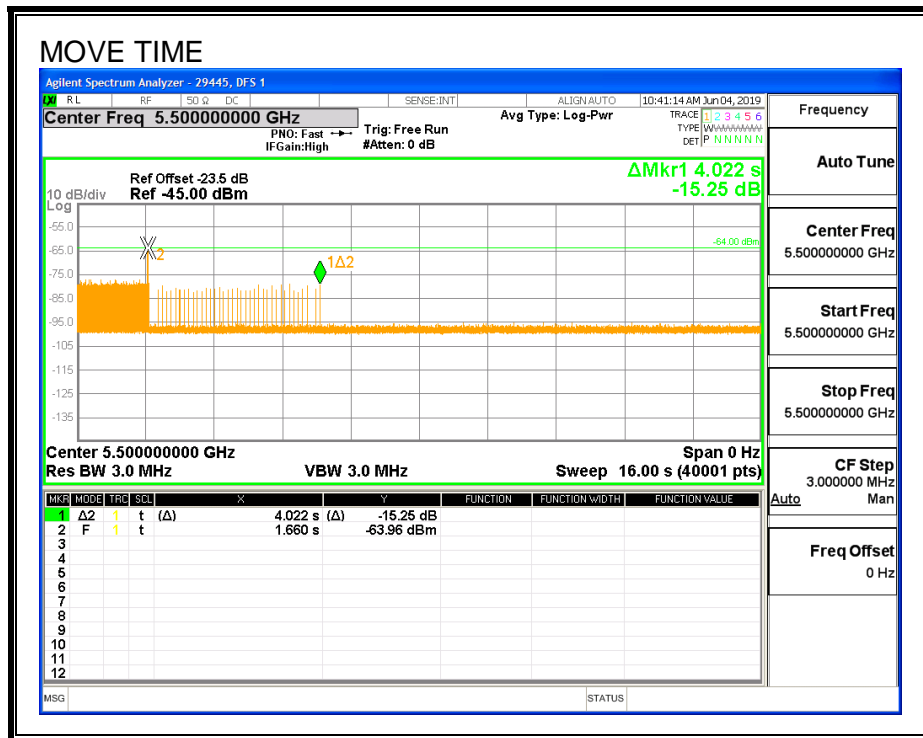 MOVE TIME
Agilent Spectrum Analyzer - 29445, DFS 1
LXI RL RF 50 Ω DC SENSE:INT ALIGN AUTO 10:41:14 AM Jun 04, 2019
Center Freq 5.500000000 GHz
PNO: Fast
IFGain:High
Trig: Free Run
#Atten: 0 dB
Avg Type: Log-Pwr
TRACE 1 2 3 4 5 6
TYPE WWWWWW
DET P N N N N N
ΔMkr1 4.022 s
-15.25 dB
Ref Offset -23.5 dB
10 dB/div Ref -45.00 dBm
Log
-55.0
-65.0
-75.0
-85.0
-95.0
-105
-115
-125
-135
2
1Δ2
-64.00 dBm
Center 5.500000000 GHz Span 0 Hz
Res BW 3.0 MHz VBW 3.0 MHz Sweep 16.00 s (40001 pts)
MKR MODE TRC SCL X Y FUNCTION FUNCTION WIDTH FUNCTION VALUE
1 Δ2 1 t (Δ) 4.022 s (Δ) -15.25 dB
2 F 1 t 1.660 s -63.96 dBm
3
4
5
6
7
8
9
10
11
12
MSG STATUS
Frequency
Auto Tune
Center Freq
5.500000000 GHz
Start Freq
5.500000000 GHz
Stop Freq
5.500000000 GHz
CF Step
3.000000 MHz
Auto Man
Freq Offset
0 Hz